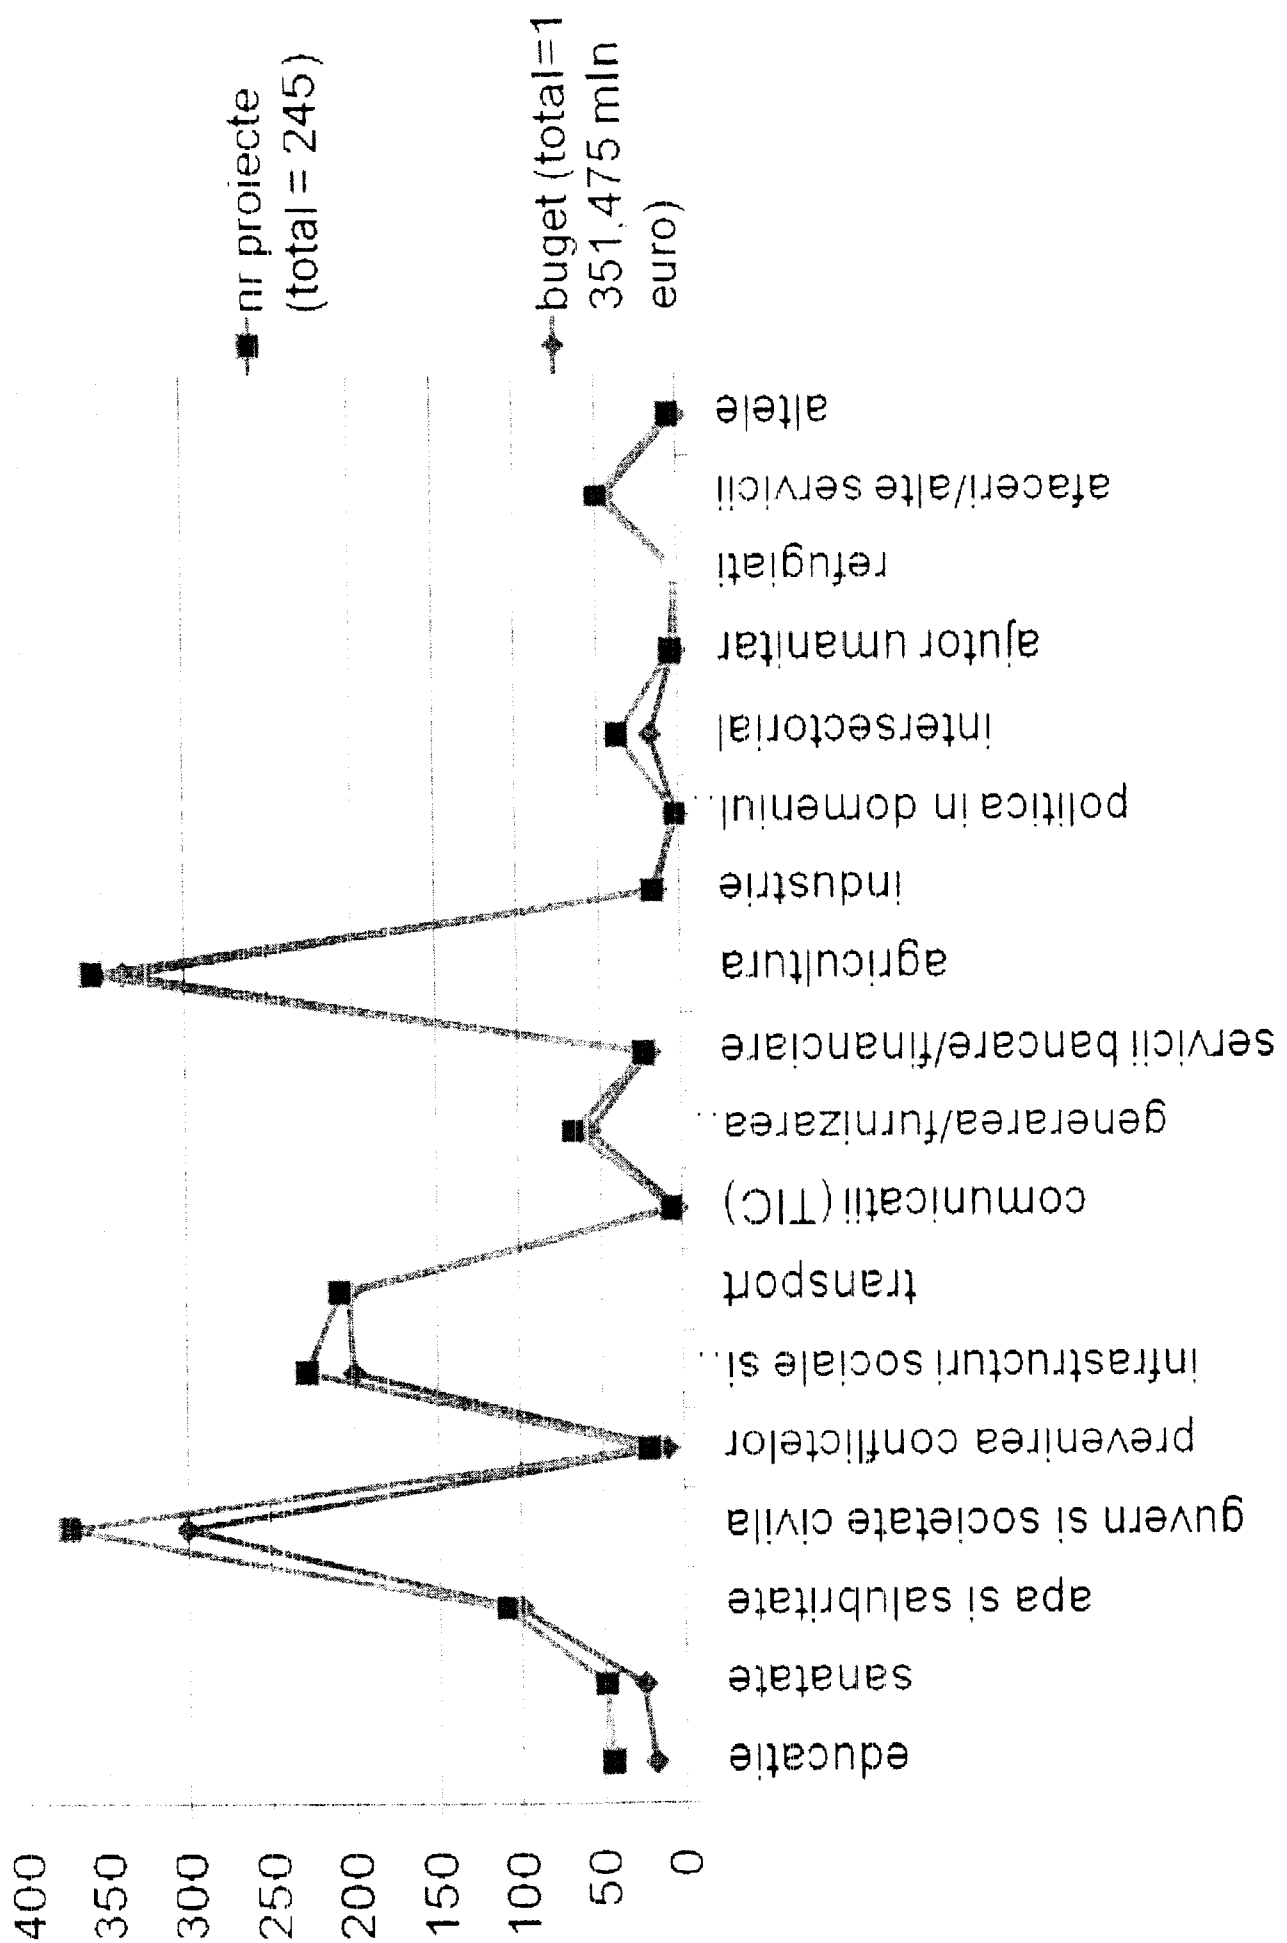 400
350
300
250
200
150
100
50
0
educatie
sanatate
apa si salubritate
guvern si societate civila
prevenirea conflictelor
infrastructuri sociale si..
transport
comunicatii (TIC)
generarea/furnizarea..
servicii bancare/financiare
agricultura
industrie
politica in domeniul..
intersectorial
ajutor umanitar
refugiati
afaceri/alte servicii
altele
nr proiecte
(total = 245)
buget (total=1
351,475 mln
euro)